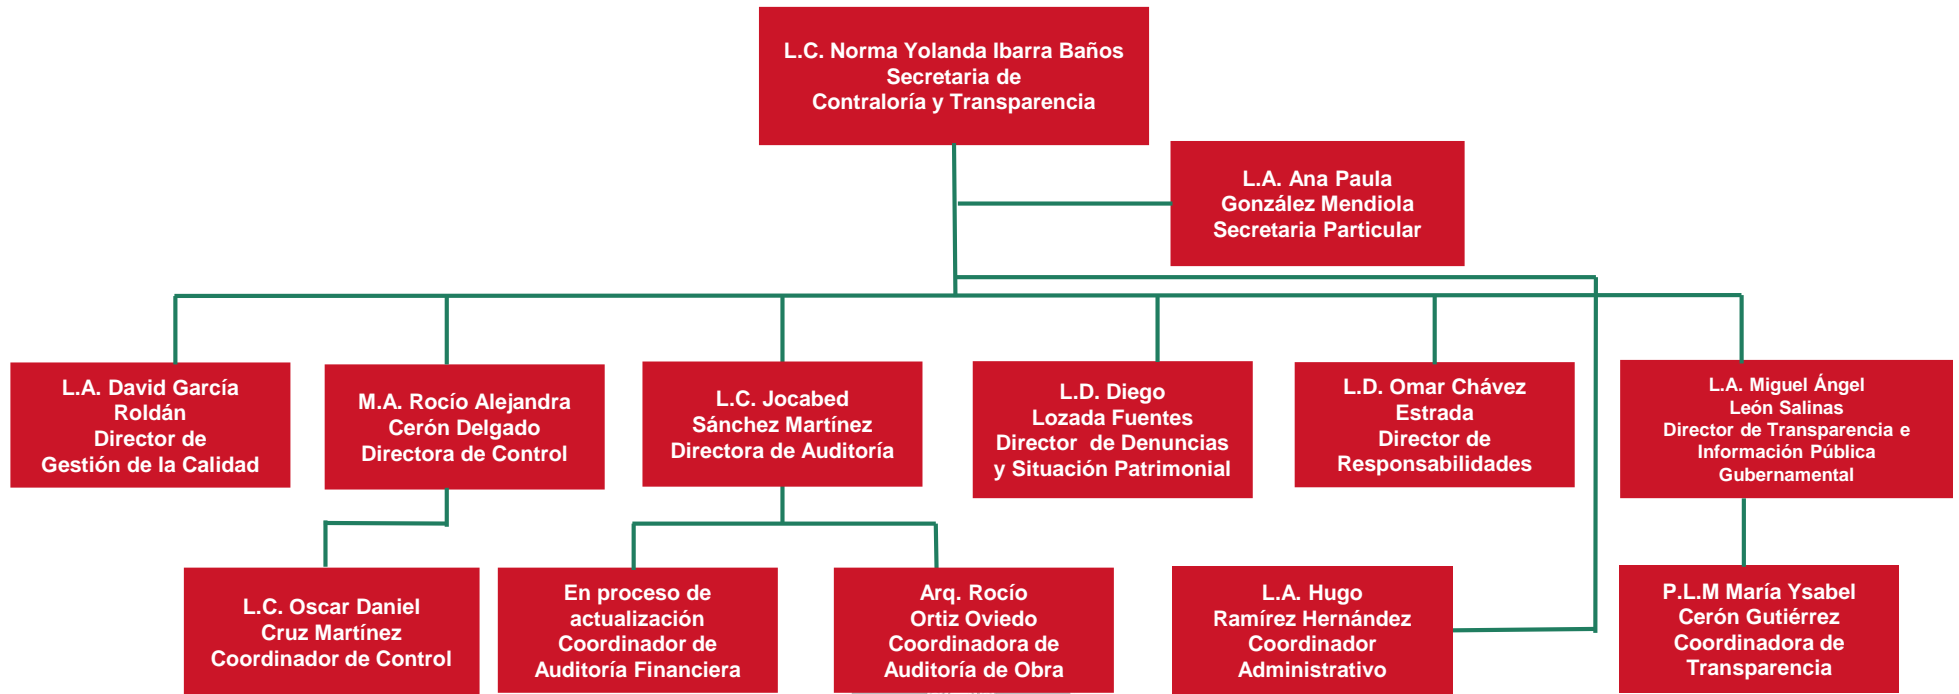 L.C. Norma Yolanda Ibarra Baños
Secretaria de
Contraloría y Transparencia
L.A. Ana Paula
González Mendiola
Secretaria Particular
L.A. David García
Roldán
Director de
Gestión de la Calidad
M.A. Rocío Alejandra
Cerón Delgado
Directora de Control
L.C. Jocabed
Sánchez Martínez
Directora de Auditoría
L.D. Diego
Lozada Fuentes
Director de Denuncias
y Situación Patrimonial
L.D. Omar Chávez
Estrada
Director de
Responsabilidades
L.A. Miguel Ángel
León Salinas
Director de Transparencia e
Información Pública
Gubernamental
L.C. Oscar Daniel
Cruz Martínez
Coordinador de Control
En proceso de
actualización
Coordinador de
Auditoría Financiera
Arq. Rocío
Ortiz Oviedo
Coordinadora de
Auditoría de Obra
L.A. Hugo
Ramírez Hernández
Coordinador
Administrativo
P.L.M María Ysabel
Cerón Gutiérrez
Coordinadora de
Transparencia